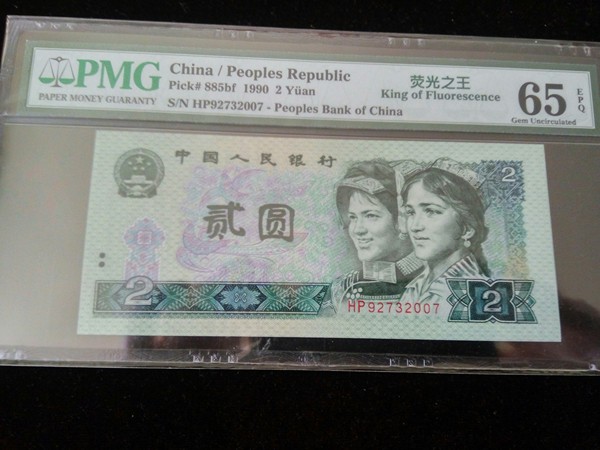 PMG
PAPER MONEY GUARANTY
China / Peoples Republic
Pick# 885bf 1990 2 Yüan
S/N HP92732007 - Peoples Bank of China
荧光之王
King of Fluorescence
65
EPQ
Gem Uncirculated
中国人民银行
2
贰圆
HP92732007
2
2